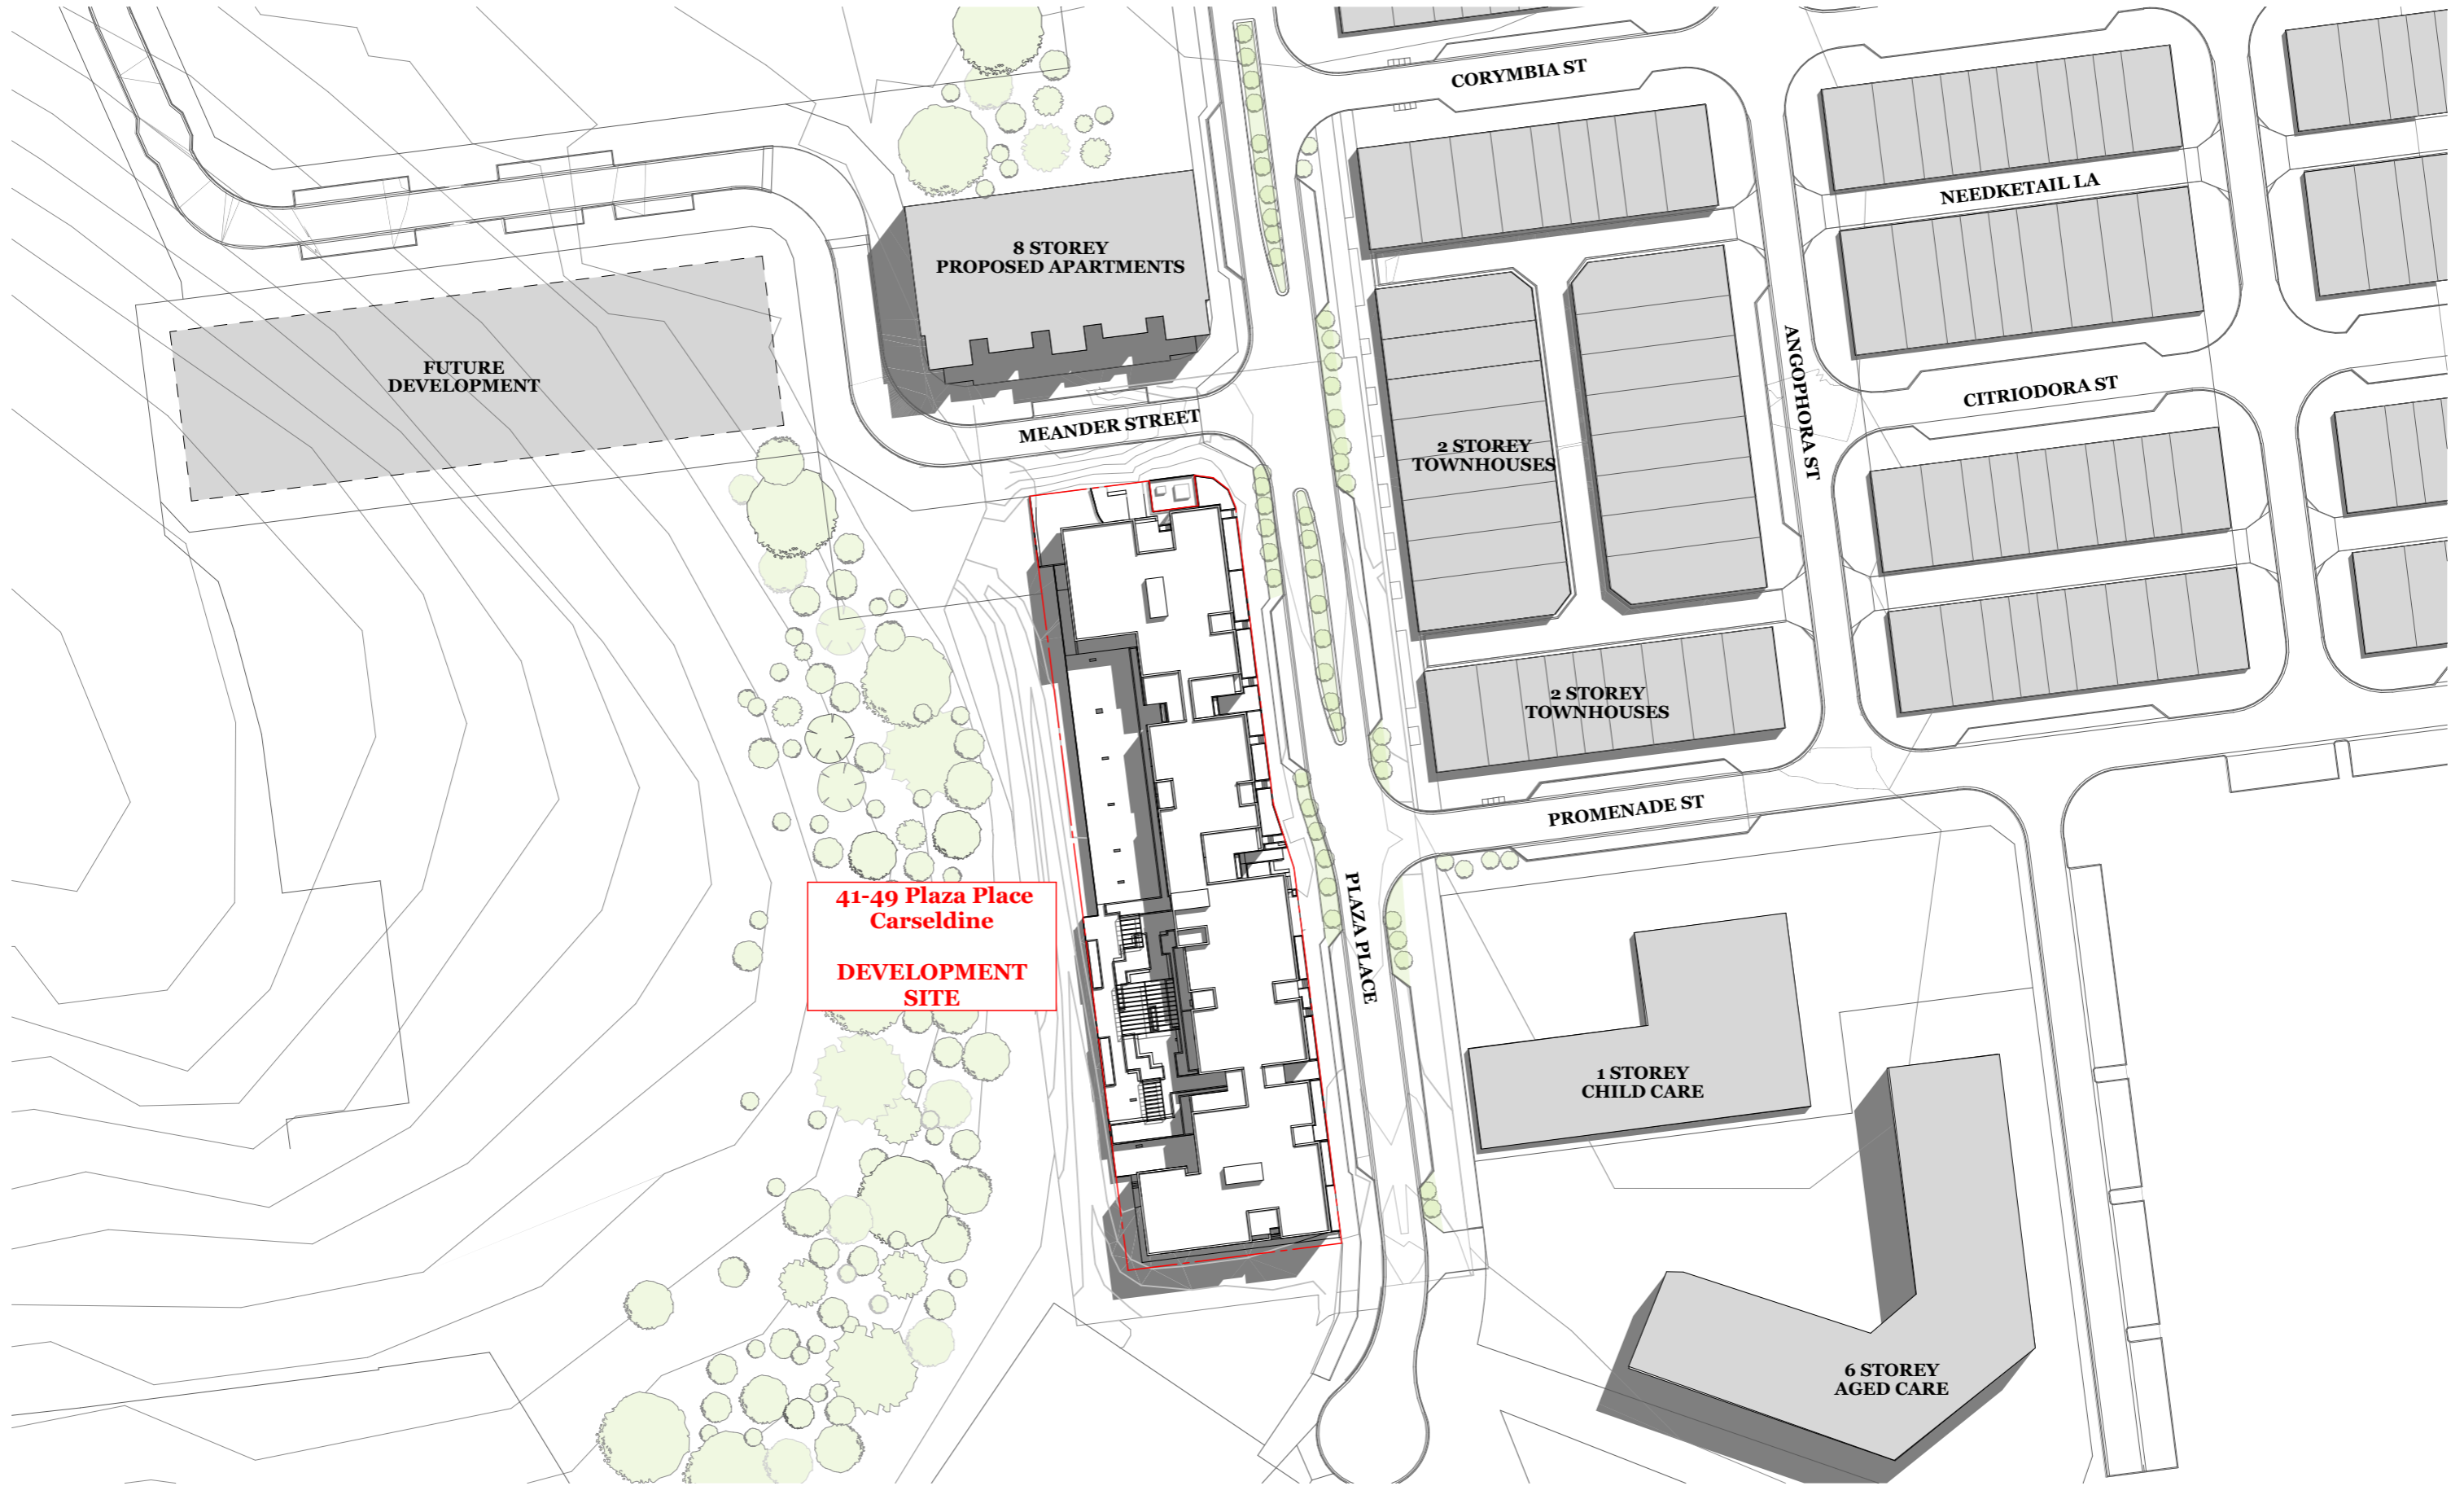 CORYMBIA ST
NEEDKETAIL LA
8 STOREY
PROPOSED APARTMENTS
FUTURE
DEVELOPMENT
MEANDER STREET
ANGOPHORA ST
CITRIODORA ST
2 STOREY
TOWNHOUSES
2 STOREY
TOWNHOUSES
PROMENADE ST
41-49 Plaza Place
Carseldine
DEVELOPMENT
SITE
PLAZA PLACE
1 STOREY
CHILD CARE
6 STOREY
AGED CARE